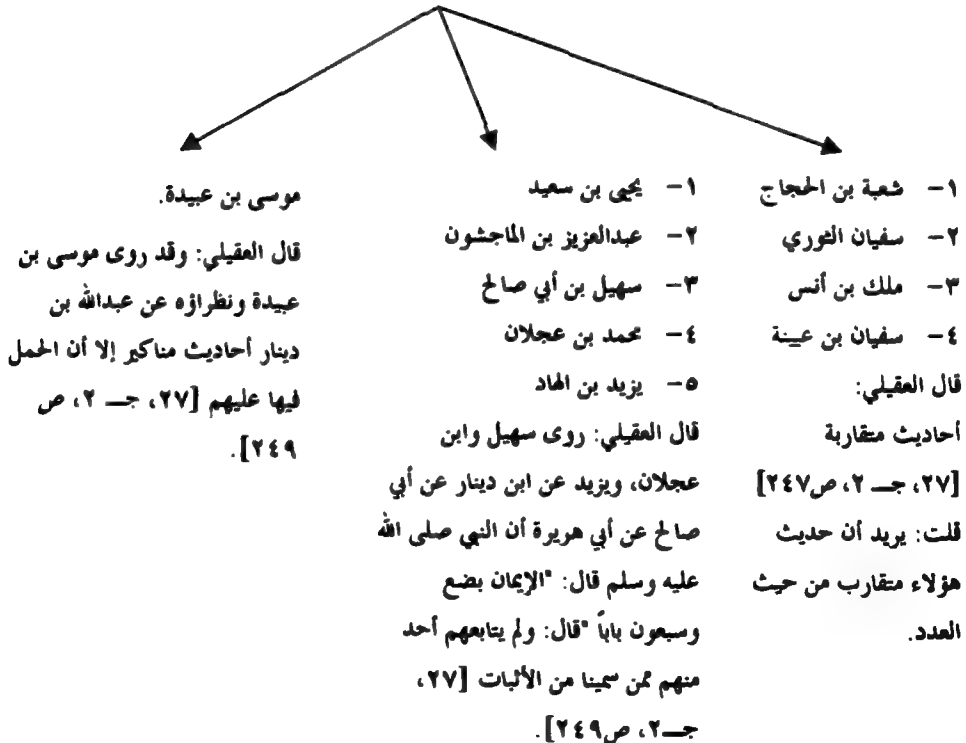 ١- شعبة بن الحجاج
٢- سفيان الثوري
٣- ملك بن أنس
٤- سفيان بن عيينة
قال العقيلي:
أحاديث متقاربة
[٢٧، جــ ٢، ص٢٤٧]
قلت: يريد أن حديث
هؤلاء متقارب من حيث
العدد.
١- يحيى بن سعيد
٢- عبدالعزيز بن الماجشون
٣- سهيل بن أبي صالح
٤- محمد بن عجلان
٥- يزيد بن الهاد
قال العقيلي: روى سهيل وابن
عجلان، ويزيد عن ابن دينار عن أبي
صالح عن أبي هريرة أن النبي صلى الله
عليه وسلم قال: "الإيمان بضع
وسبعون باباً "قال: ولم يتابعهم أحد
منهم ممن سمينا من الأثبات [٢٧،
جــ٢، ص٢٤٩].
موسى بن عبيدة.
قال العقيلي: وقد روى موسى بن
عبيدة ونظراؤه عن عبدالله بن
دينار أحاديث مناكير إلا أن الحمل
فيها عليهم [٢٧، جــ ٢، ص
٢٤٩].